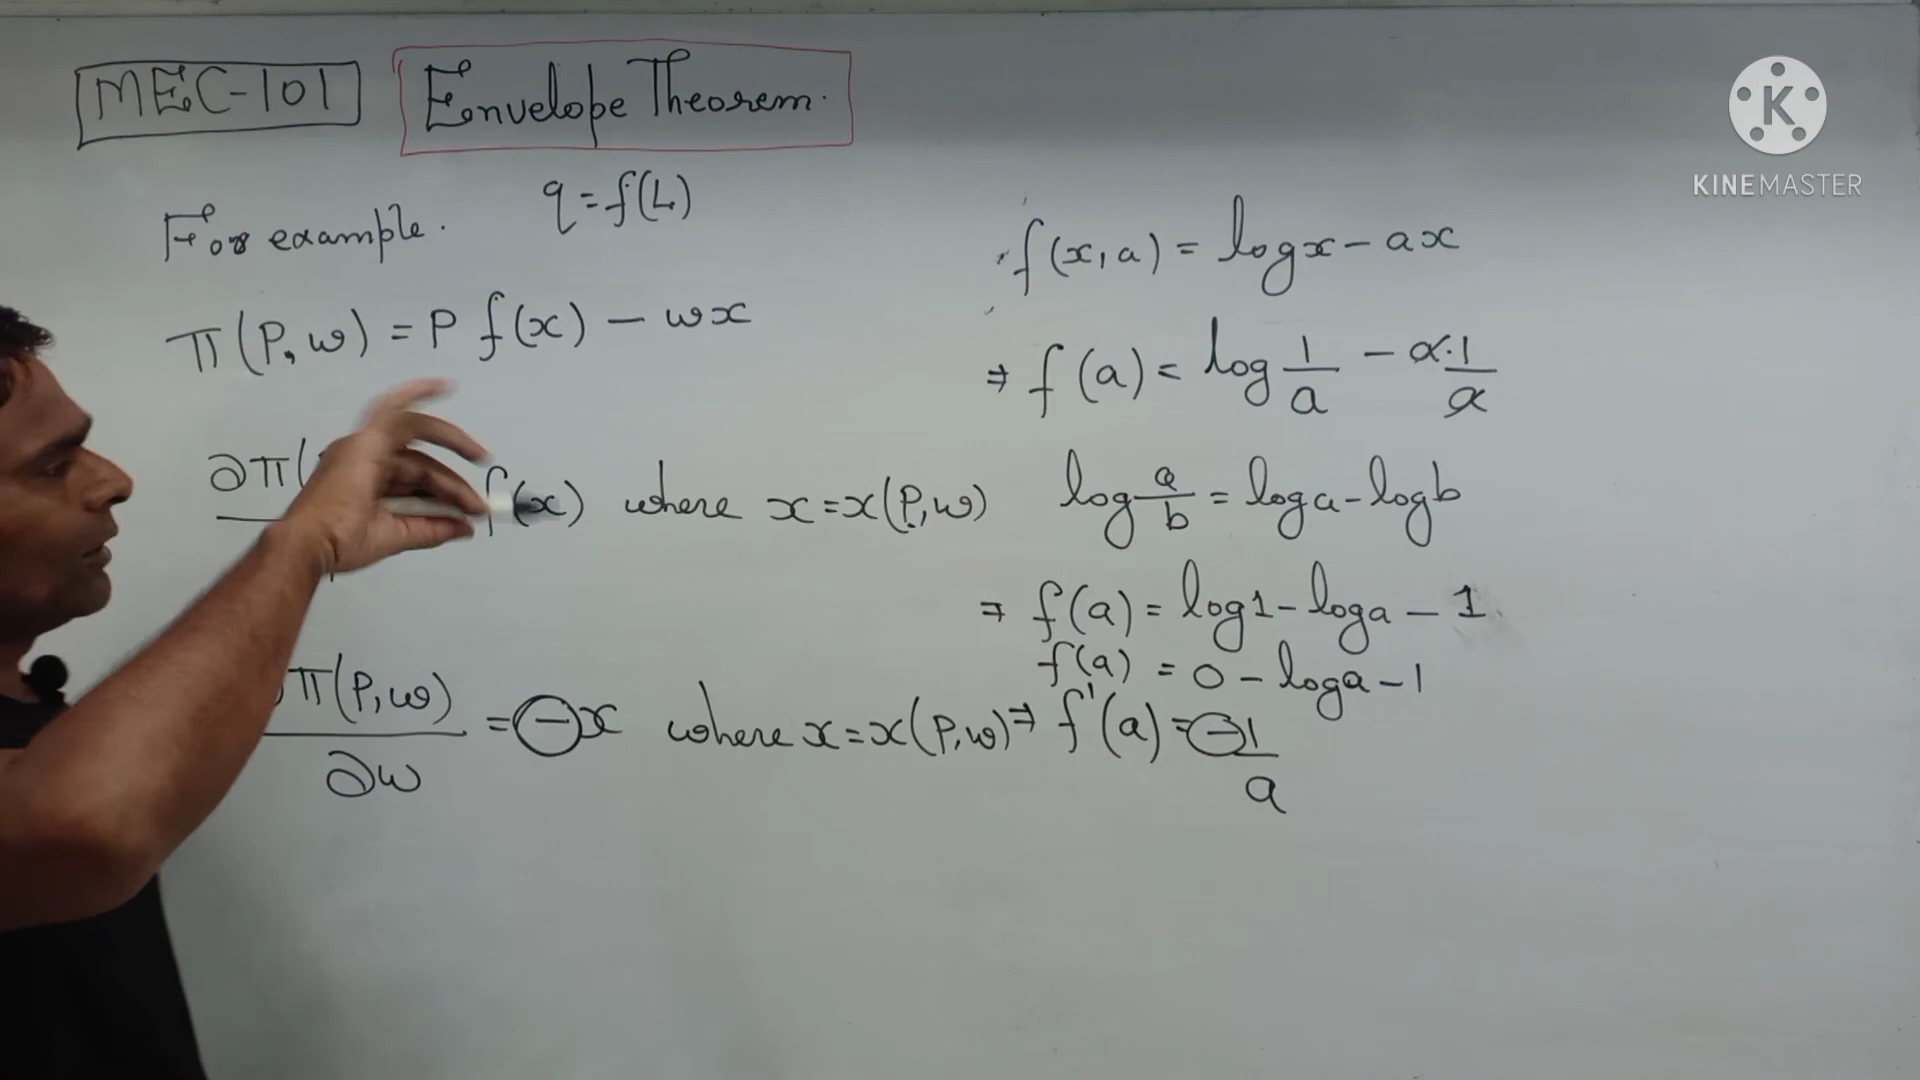 MEC-101
Eenvelope Theorem.
For example.
q = f(L)
π(P, w) = P f(x) - wx
∂π(
f(x) where x = x(P, w)
π(P, w)
∂w
= - x where x = x(P, w)
f(x, a) = log x - ax
⇒ f(a) = log 1/a - a·1/a
log a/b = log a - log b
⇒ f(a) = log 1 - log a - 1
f(a) = 0 - log a - 1
⇒ f'(a) = -1/a
K
KINEMASTER